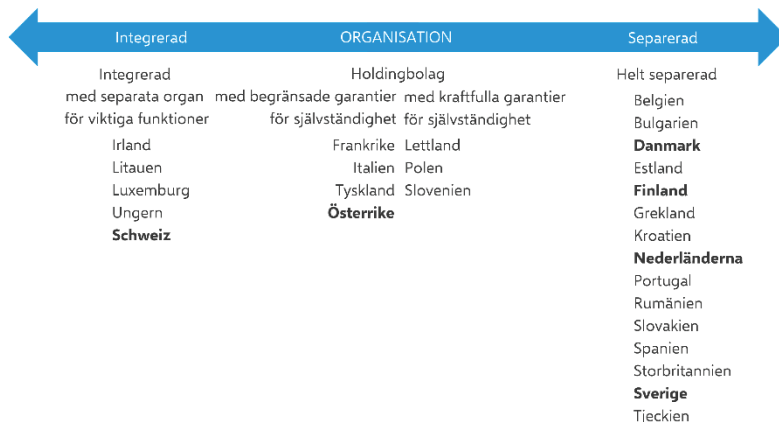 Integrerad ORGANISATION Separerad
Integrerad
med separata organ
för viktiga funktioner
Irland
Litauen
Luxemburg
Ungern
Schweiz
Holdingbolag
med begränsade garantier
för självständighet
Frankrike
Italien
Tyskland
Österrike
med kraftfulla garantier
för självständighet
Lettland
Polen
Slovenien
Helt separerad
Belgien
Bulgarien
Danmark
Estland
Finland
Grekland
Kroatien
Nederländerna
Portugal
Rumänien
Slovakien
Spanien
Storbritannien
Sverige
Tjeckien